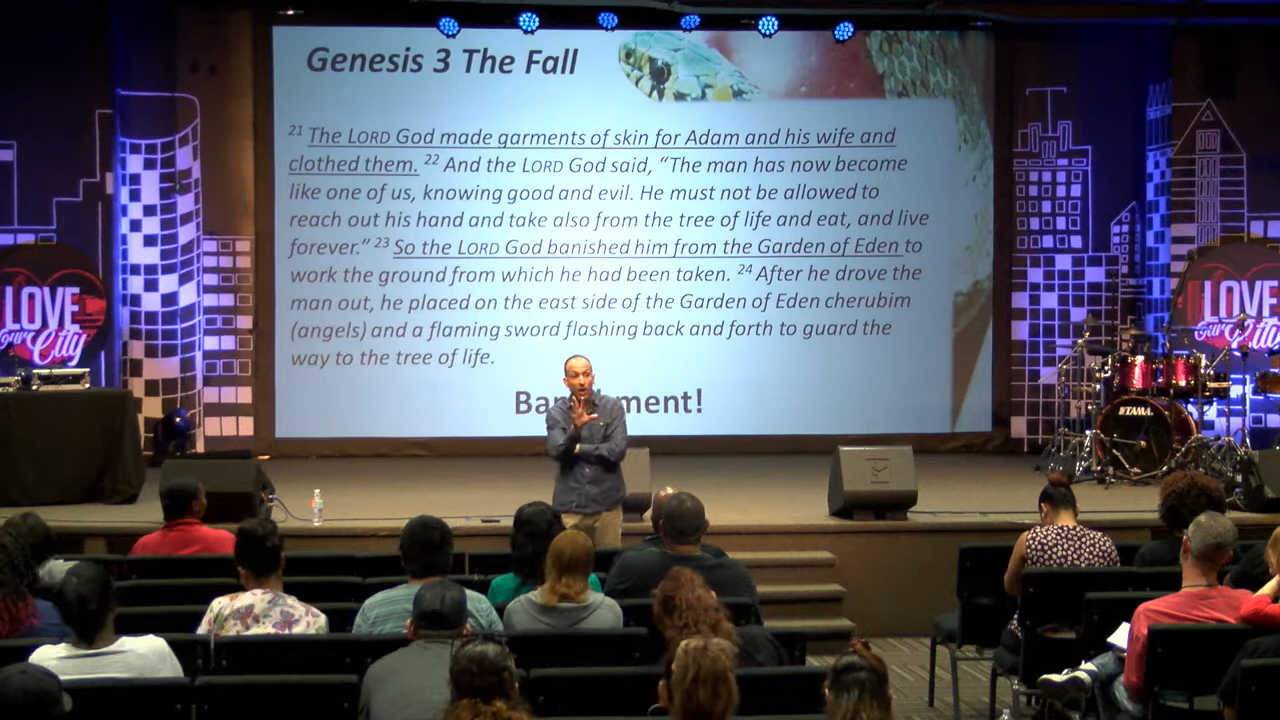 Genesis 3 The Fall
21 The LORD God made garments of skin for Adam and his wife and
clothed them. 22 And the LORD God said, “The man has now become
like one of us, knowing good and evil. He must not be allowed to
reach out his hand and take also from the tree of life and eat, and live
forever.” 23 So the LORD God banished him from the Garden of Eden to
work the ground from which he had been taken. 24 After he drove the
man out, he placed on the east side of the Garden of Eden cherubim
(angels) and a flaming sword flashing back and forth to guard the
way to the tree of life.
LOVE
our City
LOVE
our City
TAMA